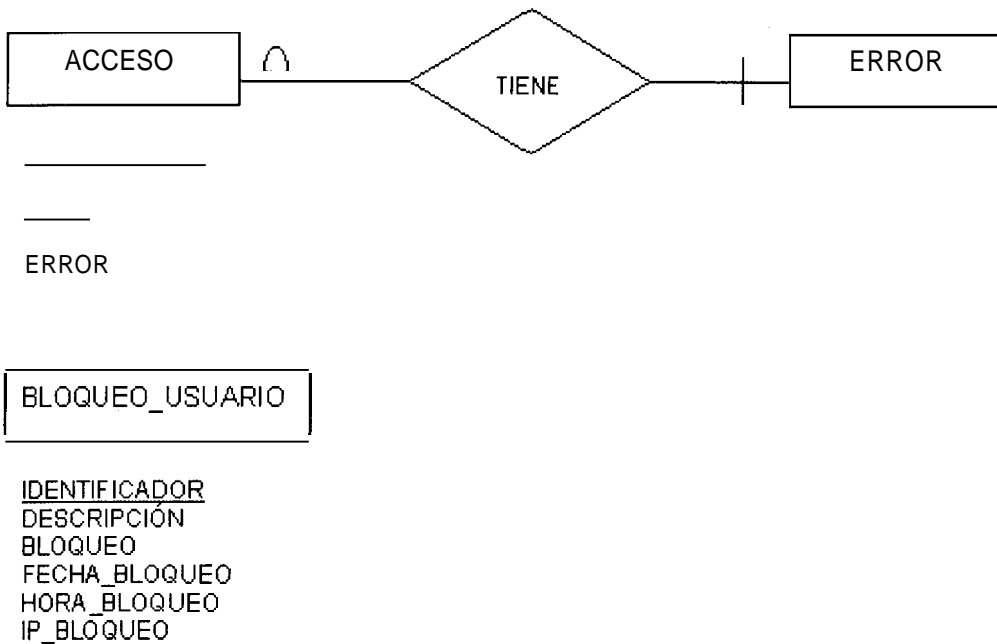 ACCESO
TIENE
ERROR
ERROR
BLOQUEO_USUARIO
IDENTIFICADOR
DESCRIPCIÓN
BLOQUEO
FECHA_BLOQUEO
HORA_BLOQUEO
IP_BLOQUEO